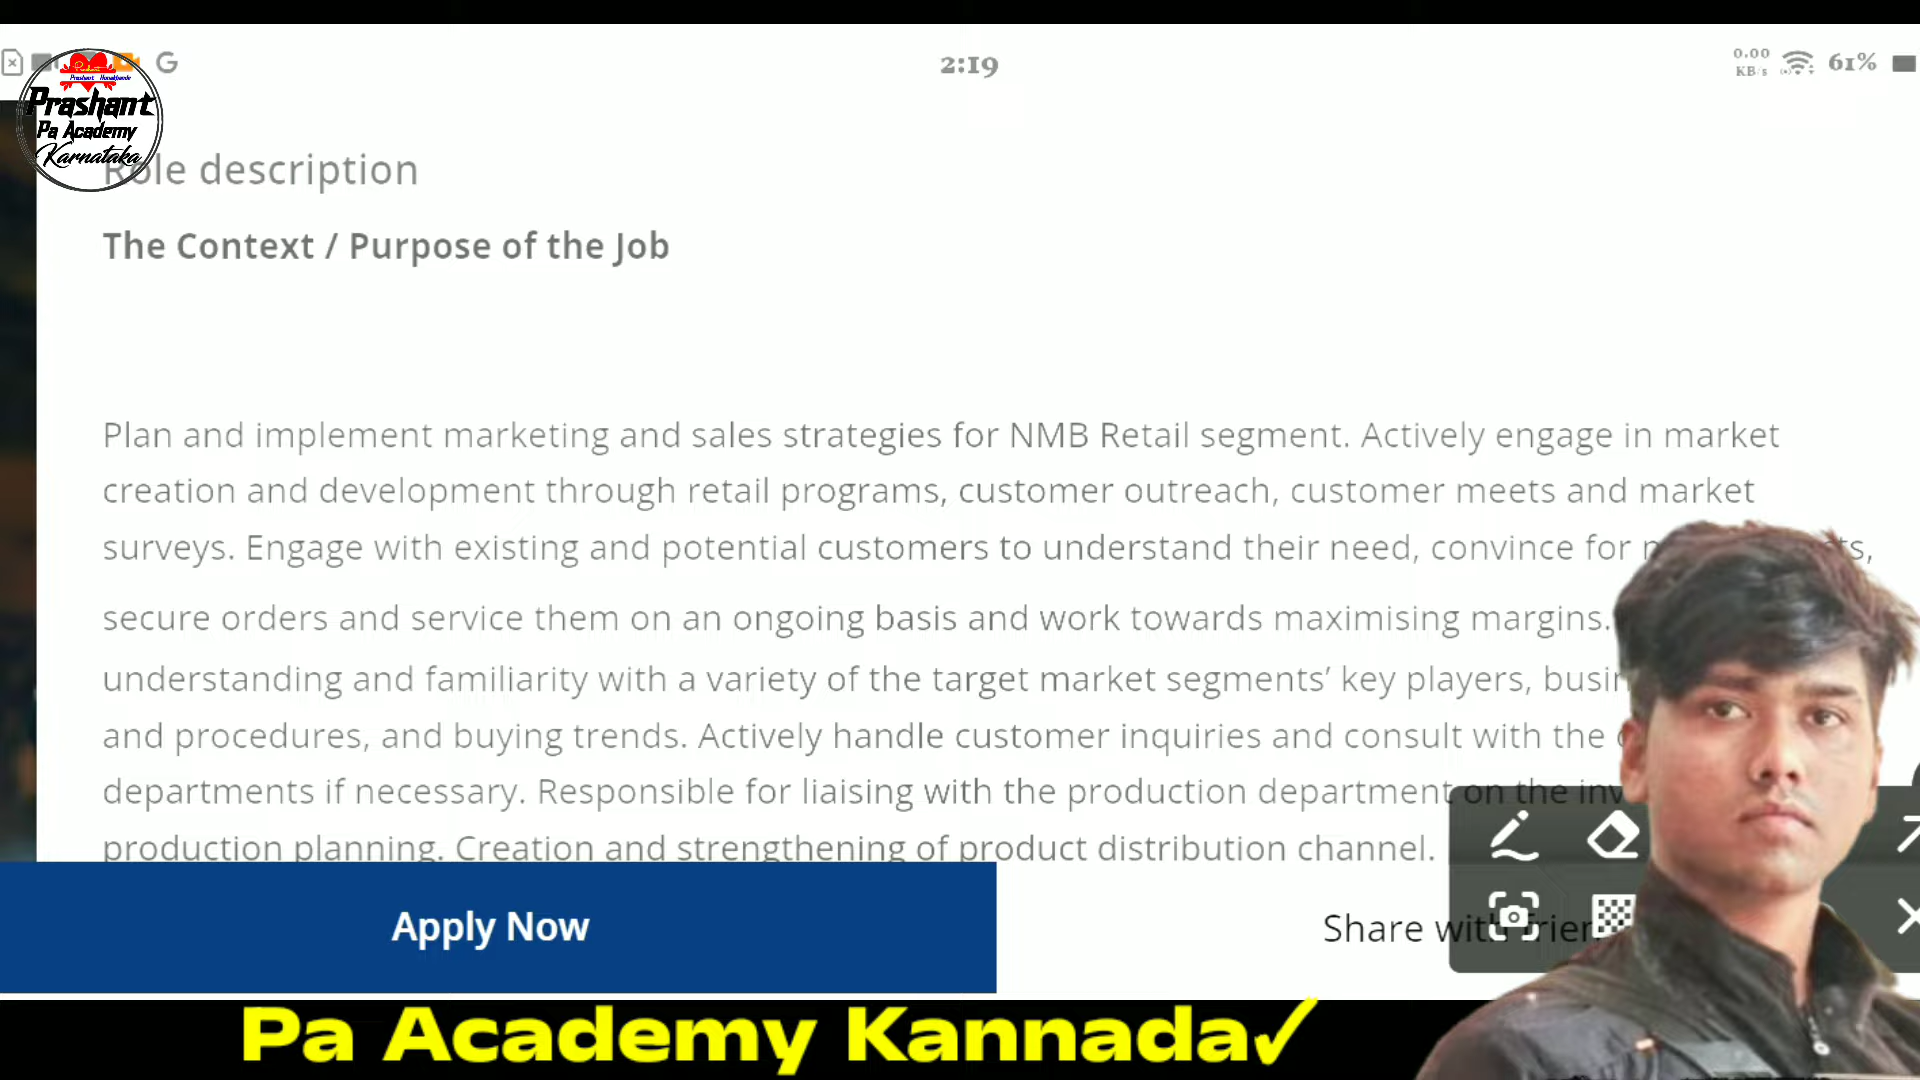 G
2:19
0.00
KB/s
61%
Prashant
Pa Academy
Karnataka
Role description
The Context / Purpose of the Job
Plan and implement marketing and sales strategies for NMB Retail segment. Actively engage in market
creation and development through retail programs, customer outreach, customer meets and market
surveys. Engage with existing and potential customers to understand their need, convince for
secure orders and service them on an ongoing basis and work towards maximising margins.
understanding and familiarity with a variety of the target market segments’ key players,
and procedures, and buying trends. Actively handle customer inquiries and consult with the
departments if necessary. Responsible for liaising with the production department on the
production planning. Creation and strengthening of product distribution channel.
Apply Now
Share with
Pa Academy Kannada✓